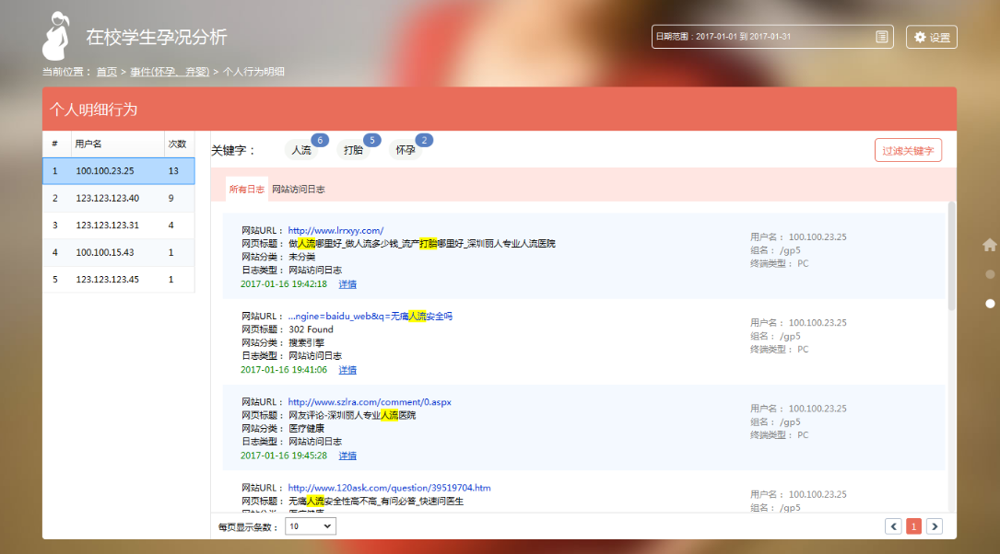 在校学生孕况分析
日期范围：2017-01-01 到 2017-01-31
设置
当前位置： 首页 > 事件(怀孕、弃婴) > 个人行为明细
个人明细行为
# 用户名 次数
1 100.100.23.25 13
2 123.123.123.40 9
3 123.123.123.31 4
4 100.100.15.43 1
5 123.123.123.45 1
关键字： 人流 6 打胎 5 怀孕 2
过滤关键字
所有日志 网站访问日志
网站URL： http://www.lrrxyy.com/
网页标题： 做人流哪里好_做人流多少钱_流产打胎哪里好_深圳丽人专业人流医院
网站分类： 未分类
日志类型： 网站访问日志
2017-01-16 19:42:18 详情
用户名： 100.100.23.25
组名： /gp5
终端类型： PC
网站URL： ...ngine=baidu_web&q=无痛人流安全吗
网页标题： 302 Found
网站分类： 搜索引擎
日志类型： 网站访问日志
2017-01-16 19:41:06 详情
用户名： 100.100.23.25
组名： /gp5
终端类型： PC
网站URL： http://www.szlra.com/comment/0.aspx
网页标题： 网友评论-深圳丽人专业人流医院
网站分类： 医疗健康
日志类型： 网站访问日志
2017-01-16 19:45:28 详情
用户名： 100.100.23.25
组名： /gp5
终端类型： PC
网站URL： http://www.120ask.com/question/39519704.htm
网页标题： 无痛人流安全性高不高_有问必答_快速问医生
网站分类： 医疗健康
用户名： 100.100.23.25
组名： /gp5
每页显示条数： 10
1